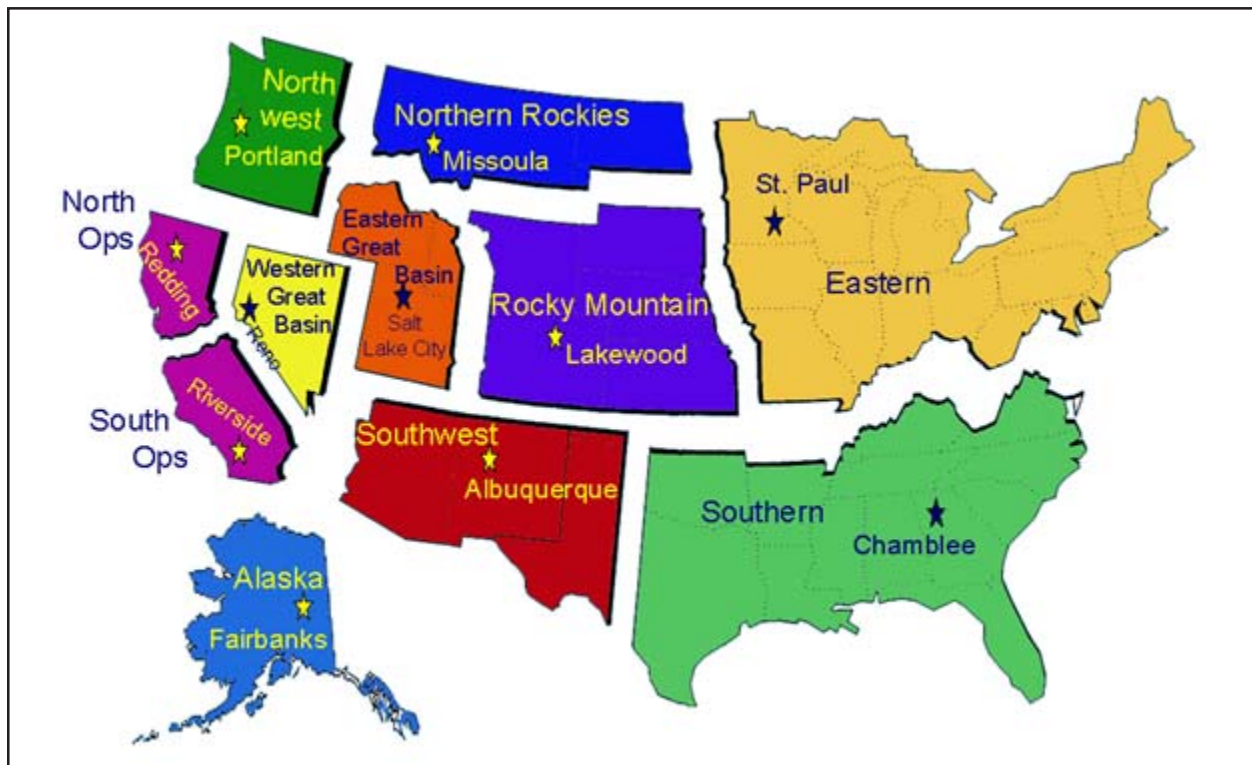 North
west
Portland
Northern Rockies
Missoula
St. Paul
Eastern
North
Ops
Redding
Western
Great
Basin
Reno
Eastern
Great
Basin
Salt
Lake City
Rocky Mountain
Lakewood
South
Ops
Riverside
Southwest
Albuquerque
Southern
Chamblee
Alaska
Fairbanks